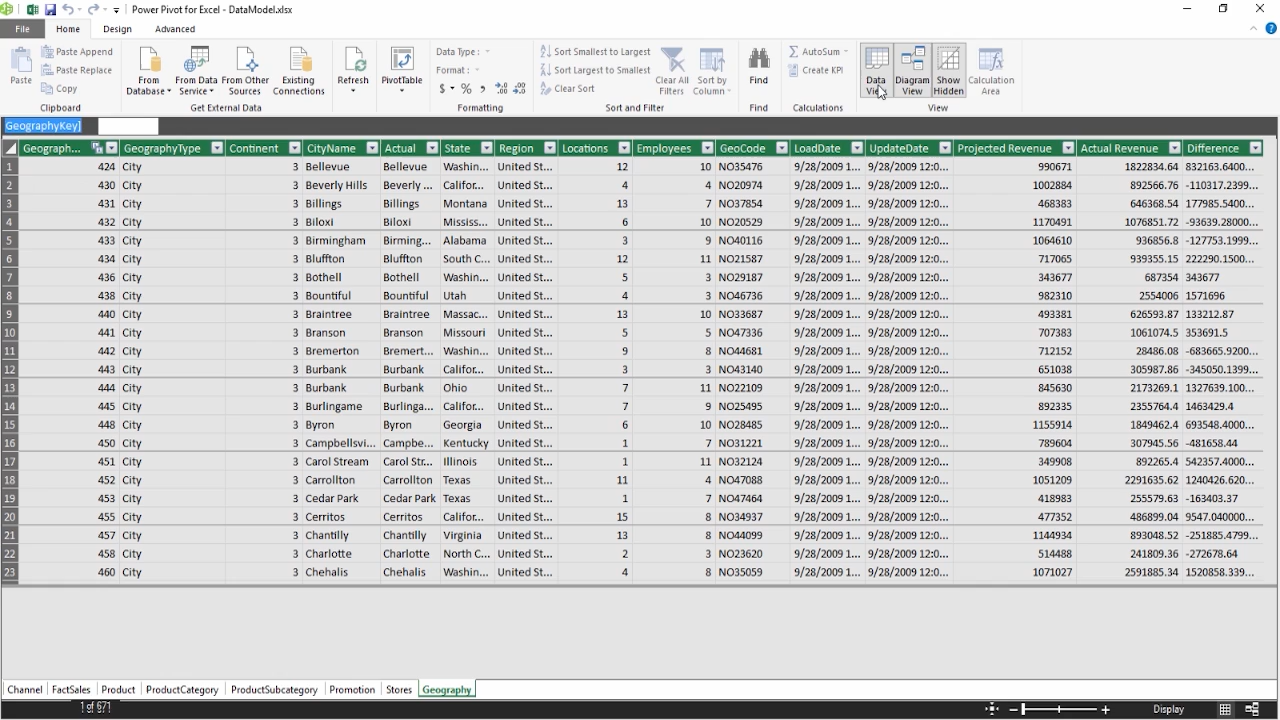 Power Pivot for Excel - DataModel.xlsx
File Home Design Advanced
Paste
Paste Append
Paste Replace
Copy
From Database
From Data Service
From Other Sources
Existing Connections
Refresh
PivotTable
Data Type :
Format :
$ % ,
Sort Smallest to Largest
Sort Largest to Smallest
Clear Sort
Clear All Filters
Sort by Column
Find
AutoSum
Create KPI
Data View
Diagram View
Show Hidden
Calculation Area
Clipboard Get External Data Formatting Sort and Filter Find Calculations View
GeographyKey]
Geograph... GeographyType Continent CityName Actual State Region Locations Employees GeoCode LoadDate UpdateDate Projected Revenue Actual Revenue Difference
1 424 City 3 Bellevue Bellevue Washin... United St... 12 10 NO35476 9/28/2009 1... 9/28/2009 12:0... 990671 1822834.64 832163.6400...
2 430 City 3 Beverly Hills Beverly ... Califor... United St... 4 4 NO20974 9/28/2009 1... 9/28/2009 12:0... 1002884 892566.76 -110317.2399...
3 431 City 3 Billings Billings Montana United St... 13 7 NO37854 9/28/2009 1... 9/28/2009 12:0... 468383 646368.54 177985.5400...
4 432 City 3 Biloxi Biloxi Mississ... United St... 6 10 NO20529 9/28/2009 1... 9/28/2009 12:0... 1170491 1076851.72 -93639.28000...
5 433 City 3 Birmingham Birming... Alabama United St... 3 9 NO40116 9/28/2009 1... 9/28/2009 12:0... 1064610 936856.8 -127753.1999...
6 434 City 3 Bluffton Bluffton South C... United St... 12 11 NO21587 9/28/2009 1... 9/28/2009 12:0... 717065 939355.15 222290.1500...
7 436 City 3 Bothell Bothell Washin... United St... 5 3 NO29187 9/28/2009 1... 9/28/2009 12:0... 343677 687354 343677
8 438 City 3 Bountiful Bountiful Utah United St... 4 3 NO46736 9/28/2009 1... 9/28/2009 12:0... 982310 2554006 1571696
9 440 City 3 Braintree Braintree Massac... United St... 13 10 NO33687 9/28/2009 1... 9/28/2009 12:0... 493381 626593.87 133212.87
10 441 City 3 Branson Branson Missouri United St... 5 5 NO47336 9/28/2009 1... 9/28/2009 12:0... 707383 1061074.5 353691.5
11 442 City 3 Bremerton Bremert... Washin... United St... 9 8 NO44681 9/28/2009 1... 9/28/2009 12:0... 712152 28486.08 -683665.9200...
12 443 City 3 Burbank Burbank Califor... United St... 3 3 NO43140 9/28/2009 1... 9/28/2009 12:0... 651038 305987.86 -345050.1399...
13 444 City 3 Burbank Burbank Ohio United St... 7 11 NO22109 9/28/2009 1... 9/28/2009 12:0... 845630 2173269.1 1327639.100...
14 445 City 3 Burlingame Burlinga... Califor... United St... 7 9 NO25495 9/28/2009 1... 9/28/2009 12:0... 892335 2355764.4 1463429.4
15 448 City 3 Byron Byron Georgia United St... 6 10 NO28485 9/28/2009 1... 9/28/2009 12:0... 1155914 1849462.4 693548.4000...
16 450 City 3 Campbellsvi... Campbe... Kentucky United St... 1 7 NO31221 9/28/2009 1... 9/28/2009 12:0... 789604 307945.56 -481658.44
17 451 City 3 Carol Stream Carol Str... Illinois United St... 1 11 NO32124 9/28/2009 1... 9/28/2009 12:0... 349908 892265.4 542357.4000...
18 452 City 3 Carrollton Carrollton Texas United St... 11 4 NO47088 9/28/2009 1... 9/28/2009 12:0... 1051209 2291635.62 1240426.620...
19 453 City 3 Cedar Park Cedar Park Texas United St... 1 7 NO47464 9/28/2009 1... 9/28/2009 12:0... 418983 255579.63 -163403.37
20 455 City 3 Cerritos Cerritos Califor... United St... 15 8 NO34937 9/28/2009 1... 9/28/2009 12:0... 477352 486899.04 9547.040000...
21 457 City 3 Chantilly Chantilly Virginia United St... 13 8 NO44099 9/28/2009 1... 9/28/2009 12:0... 1144934 893048.52 -251885.4799...
22 458 City 3 Charlotte Charlotte North C... United St... 2 3 NO23620 9/28/2009 1... 9/28/2009 12:0... 514488 241809.36 -272678.64
23 460 City 3 Chehalis Chehalis Washin... United St... 4 8 NO35059 9/28/2009 1... 9/28/2009 12:0... 1071027 2591885.34 1520858.339...
Channel FactSales Product ProductCategory ProductSubcategory Promotion Stores Geography
1 of 671 Display